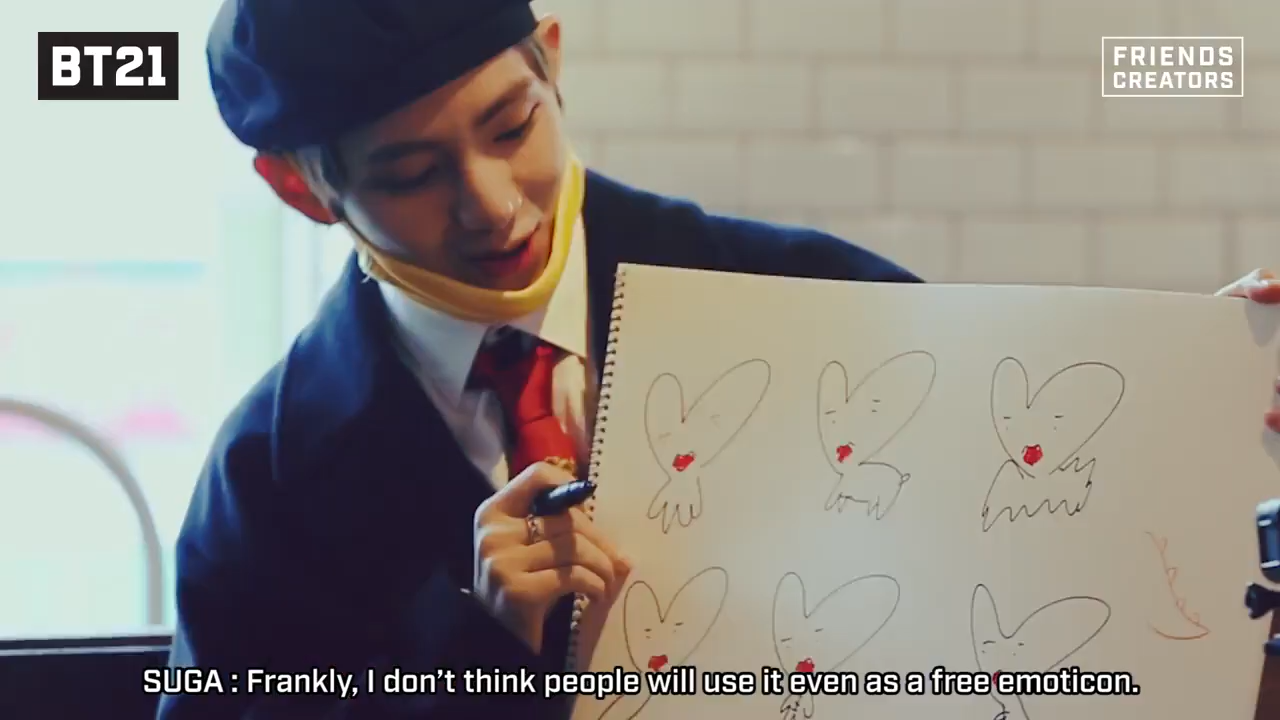 BT21
FRIENDS
CREATORS
SUGA : Frankly, I don't think people will use it even as a free emoticon.